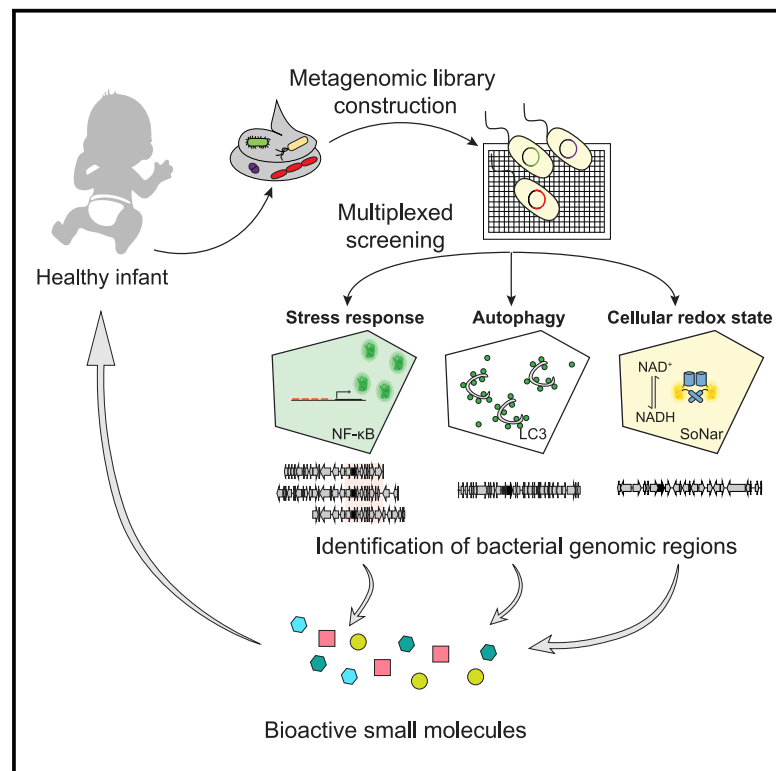 Metagenomic library
construction
Healthy infant
Multiplexed
screening
Stress response
Autophagy
Cellular redox state
NF-κB
LC3
NAD⁺
NADH
SoNar
Identification of bacterial genomic regions
Bioactive small molecules